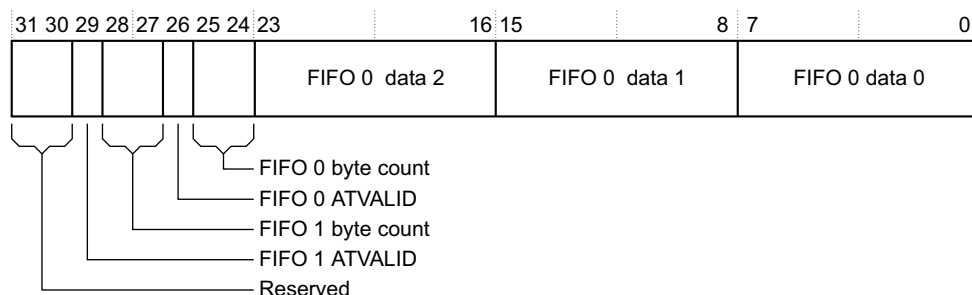 31 30 29 28 27 26 25 24 23 16 15 8 7 0
FIFO 0 data 2 FIFO 0 data 1 FIFO 0 data 0
FIFO 0 byte count
FIFO 0 ATVALID
FIFO 1 byte count
FIFO 1 ATVALID
Reserved